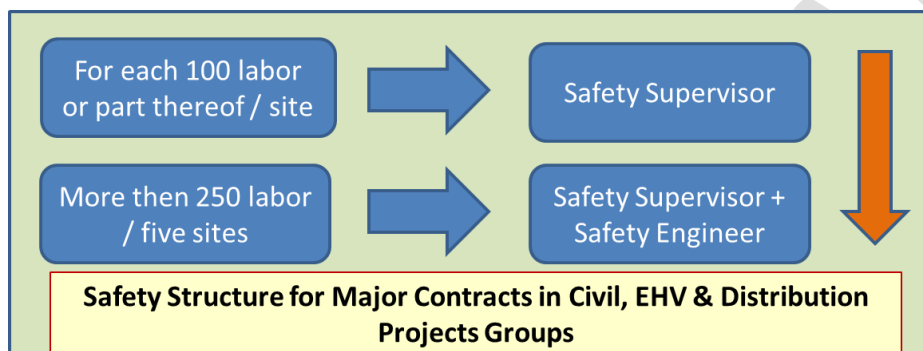 For each 100 labor
or part thereof / site
Safety Supervisor
More then 250 labor
/ five sites
Safety Supervisor +
Safety Engineer
Safety Structure for Major Contracts in Civil, EHV & Distribution
Projects Groups